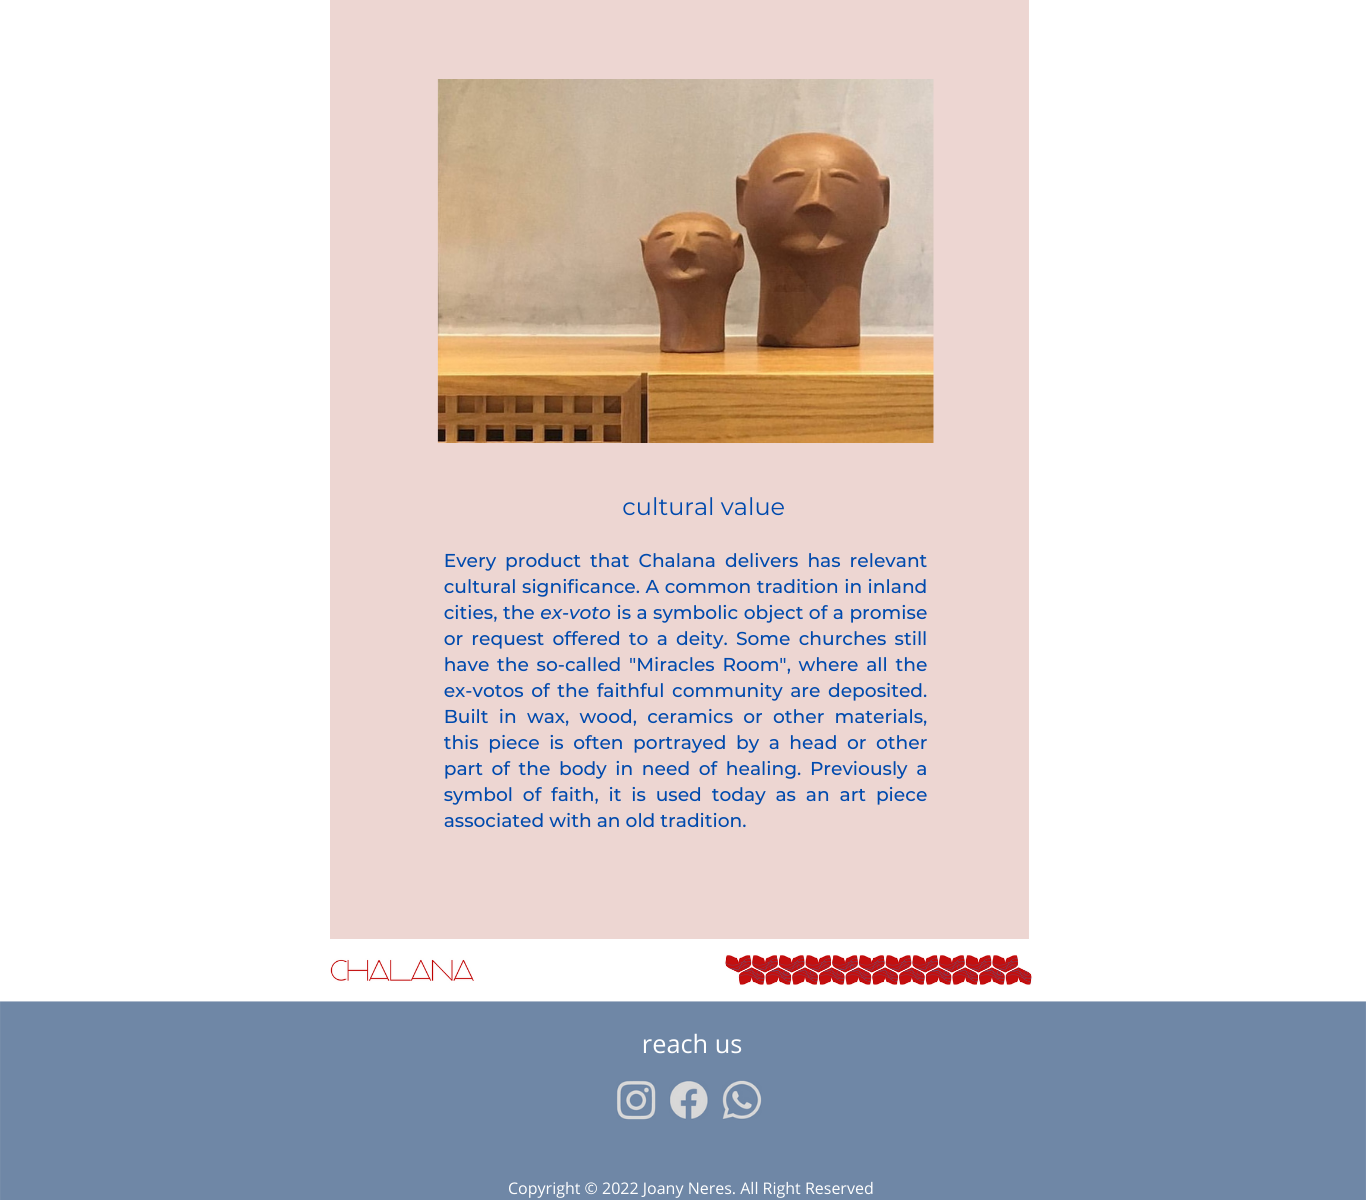 cultural value
Every product that Chalana delivers has relevant
cultural significance. A common tradition in inland
cities, the ex-voto is a symbolic object of a promise
or request offered to a deity. Some churches still
have the so-called "Miracles Room", where all the
ex-votos of the faithful community are deposited.
Built in wax, wood, ceramics or other materials,
this piece is often portrayed by a head or other
part of the body in need of healing. Previously a
symbol of faith, it is used today as an art piece
associated with an old tradition.
CHALANA
reach us
Copyright © 2022 Joany Neres. All Right Reserved